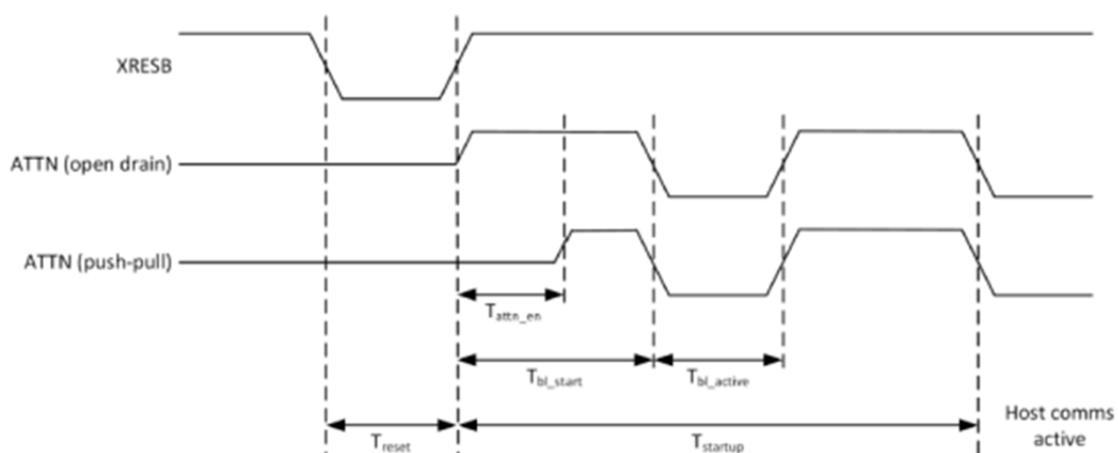 XRESB
ATTN (open drain)
ATTN (push-pull)
Tattn_en
Tbl_start
Tbl_active
Treset
Tstartup
Host comms
active